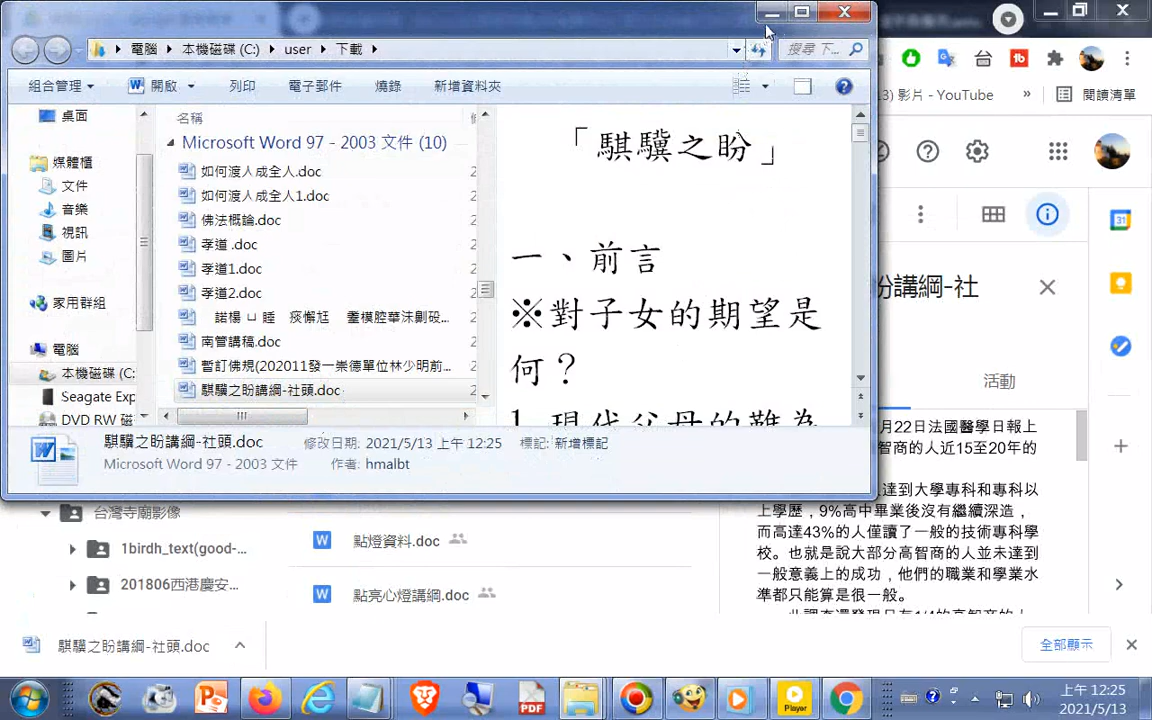 電腦 ▸ 本機磁碟 (C:) ▸ user ▸ 下載 ▸
搜尋 下...
組合管理 開啟 列印 電子郵件 燒錄 新增資料夾
桌面
媒體櫃
文件
音樂
視訊
圖片
家用群組
電腦
本機磁碟 (C:
Seagate Exp
DVD RW 磁
名稱
Microsoft Word 97 - 2003 文件 (10)
如何渡人成全人.doc
如何渡人成全人1.doc
佛法概論.doc
孝道 .doc
孝道1.doc
孝道2.doc
南管講稿.doc
暫訂佛規(202011發一崇德單位林少明前...
騏驥之盼講綱-社頭.doc
「騏驥之盼」
一、前言
※對子女的期望是
何?
1.現代父母的難為
騏驥之盼講綱-社頭.doc 修改日期: 2021/5/13 上午 12:25 標記: 新增標記
Microsoft Word 97 - 2003 文件 作者: hmalbt
3) 影片 - YouTube » 閱讀清單
盼講綱-社
活動
月22日法國醫學日報上
智商的人近15至20年的
達到大學專科和專科以
上學歷,9%高中畢業後沒有繼續深造,
而高達43%的人僅讀了一般的技術專科學
校。也就是說大部分高智商的人並未達到
一般意義上的成功,他們的職業和學業水
準都只能算是很一般。
台灣寺廟影像
1birdh_text(good-...
201806西港慶安...
點燈資料.doc
點亮心燈講綱.doc
騏驥之盼講綱-社頭.doc
全部顯示
PDF
Player
上午 12:25
2021/5/13